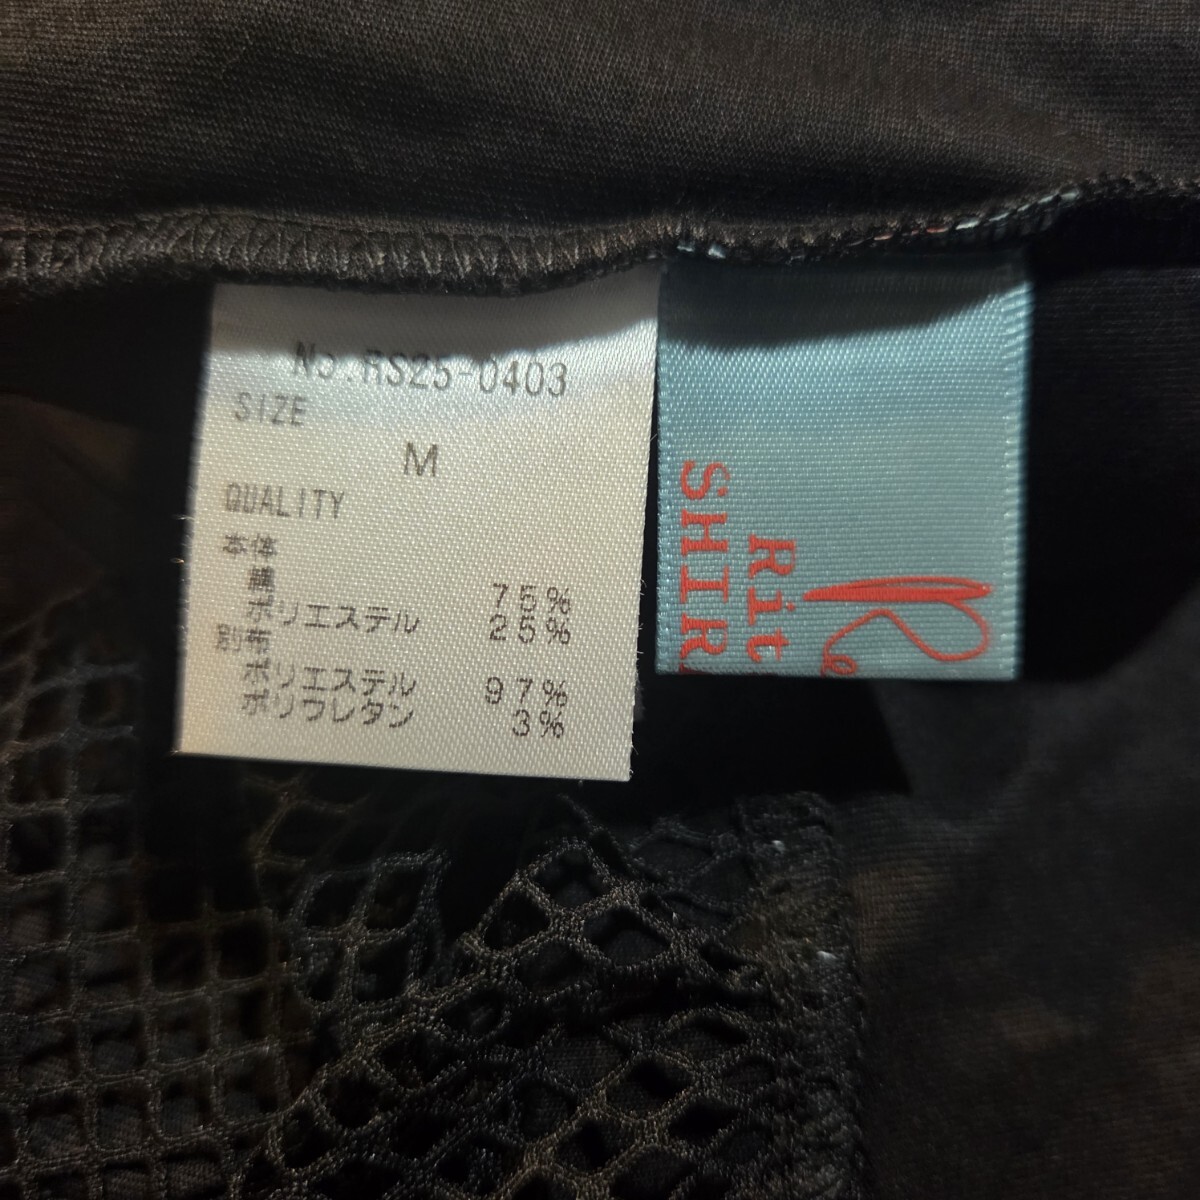 No.RS25-0403
SIZE
M
QUALITY
本体
綿 75%
ポリエステル 25%
別布
ポリエステル 97%
ポリウレタン 3%
Re
Rit
SHIR